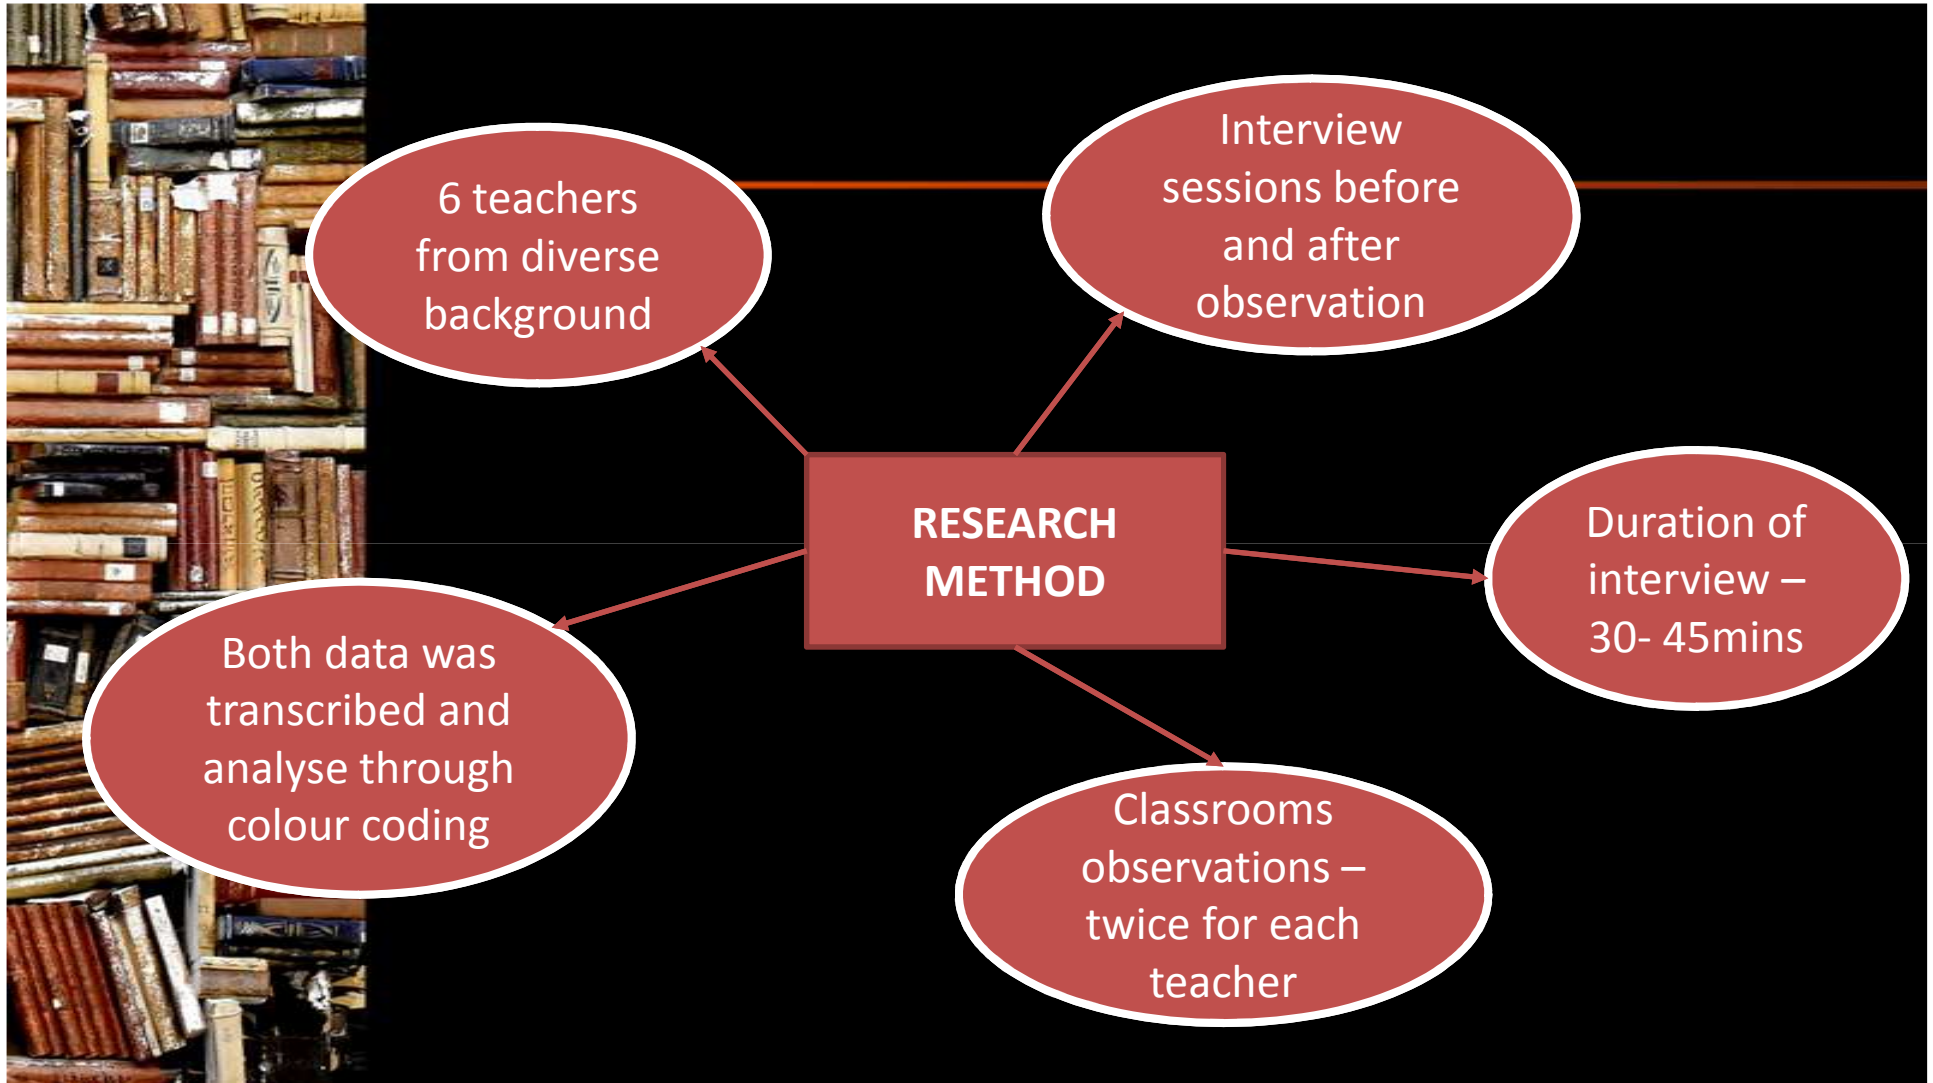 6 teachers
from diverse
background
Interview
sessions before
and after
observation
RESEARCH
METHOD
Duration of
interview –
30- 45mins
Both data was
transcribed and
analyse through
colour coding
Classrooms
observations –
twice for each
teacher